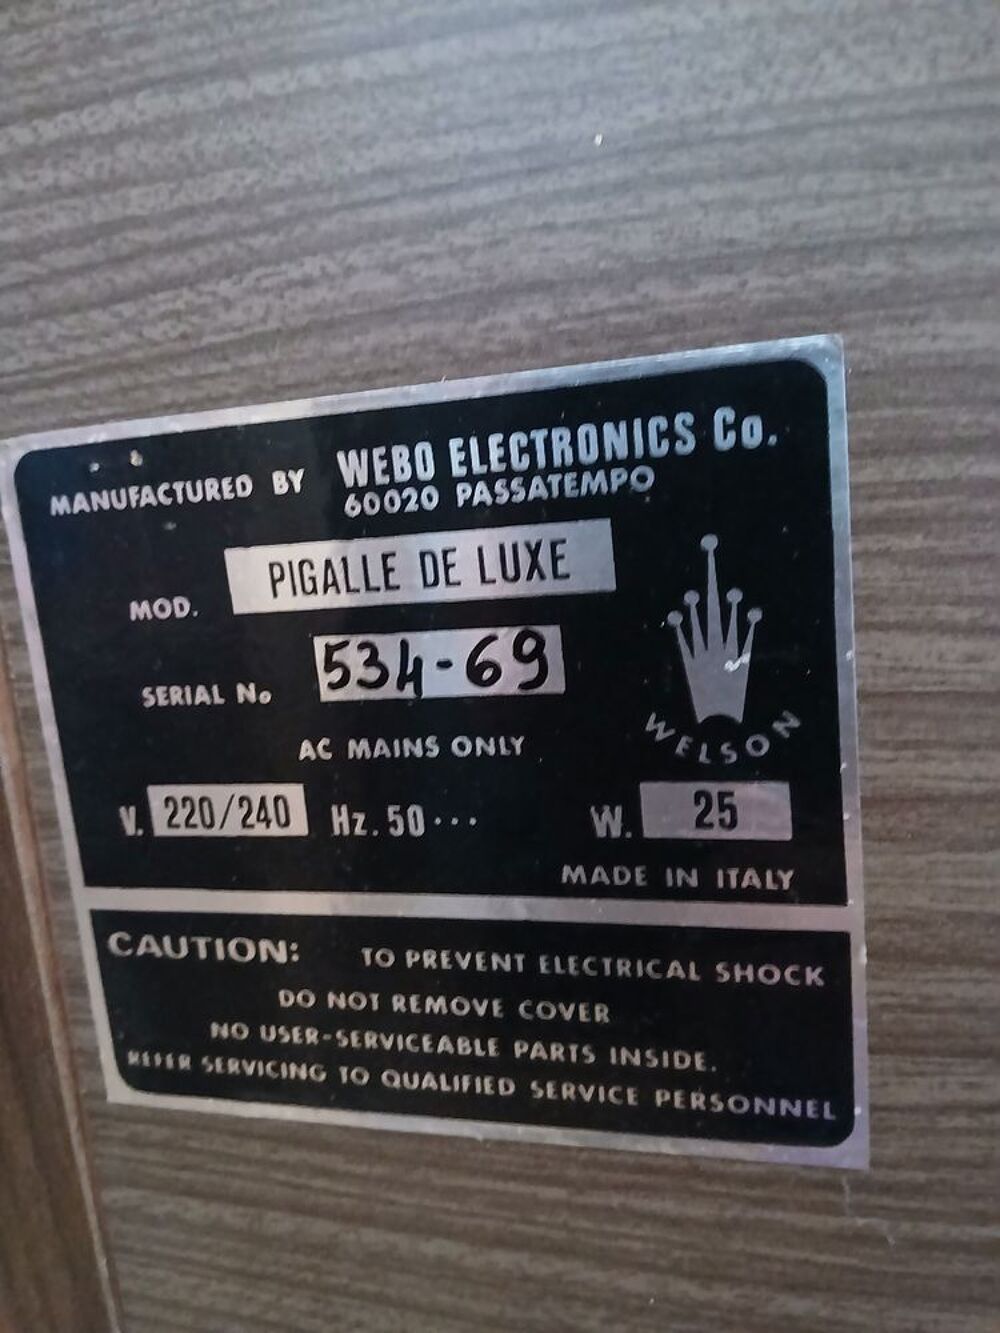 MANUFACTURED BY WEBO ELECTRONICS Co.
60020 PASSATEMPO
MOD. PIGALLE DE LUXE
SERIAL No 534-69
WELSON
AC MAINS ONLY
V. 220/240 Hz. 50... W. 25
MADE IN ITALY
CAUTION: TO PREVENT ELECTRICAL SHOCK
DO NOT REMOVE COVER
NO USER-SERVICEABLE PARTS INSIDE.
REFER SERVICING TO QUALIFIED SERVICE PERSONNEL